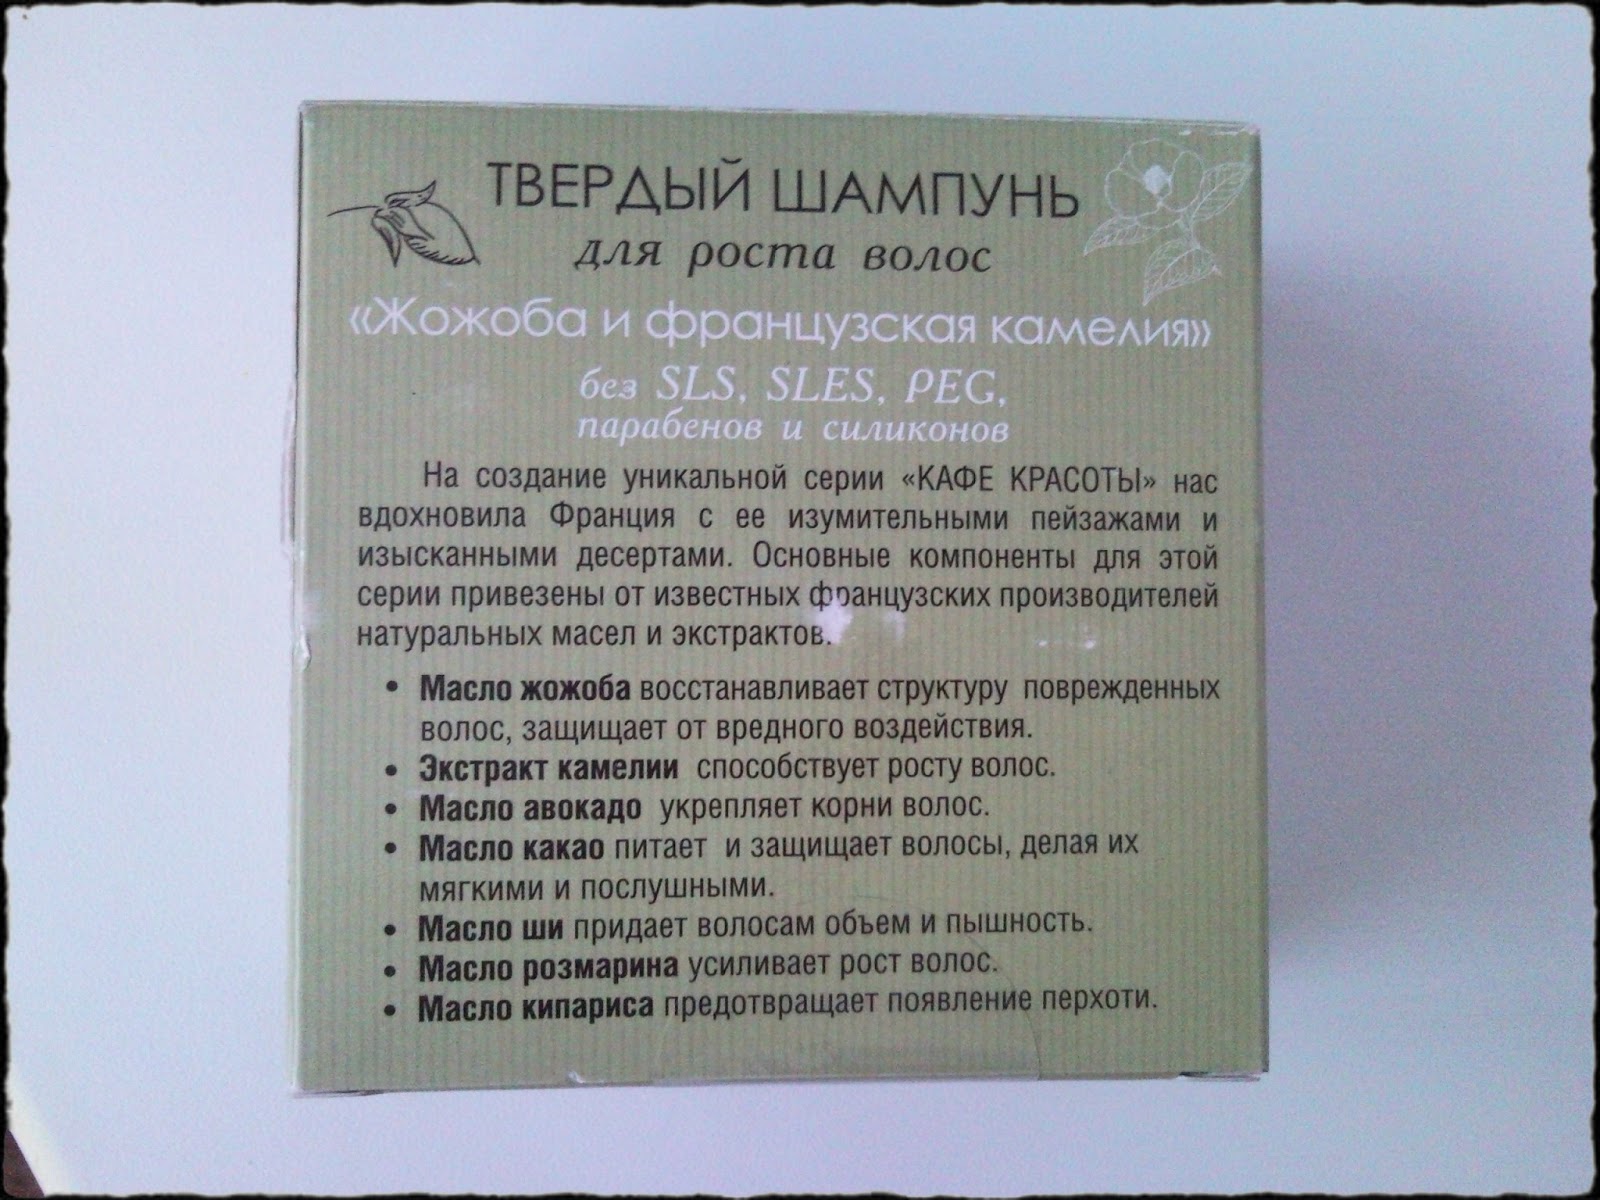 ТВЕРДЫЙ ШАМПУНЬ
для роста волос
«Жожоба и французская камелия»
без SLS, SLES, PEG,
парабенов и силиконов
На создание уникальной серии «КАФЕ КРАСОТЫ» нас
вдохновила Франция с ее изумительными пейзажами и
изысканными десертами. Основные компоненты для этой
серии привезены от известных французских производителей
натуральных масел и экстрактов.
• Масло жожоба восстанавливает структуру поврежденных
волос, защищает от вредного воздействия.
• Экстракт камелии способствует росту волос.
• Масло авокадо укрепляет корни волос.
• Масло какао питает и защищает волосы, делая их
мягкими и послушными.
• Масло ши придает волосам объем и пышность.
• Масло розмарина усиливает рост волос.
• Масло кипариса предотвращает появление перхоти.